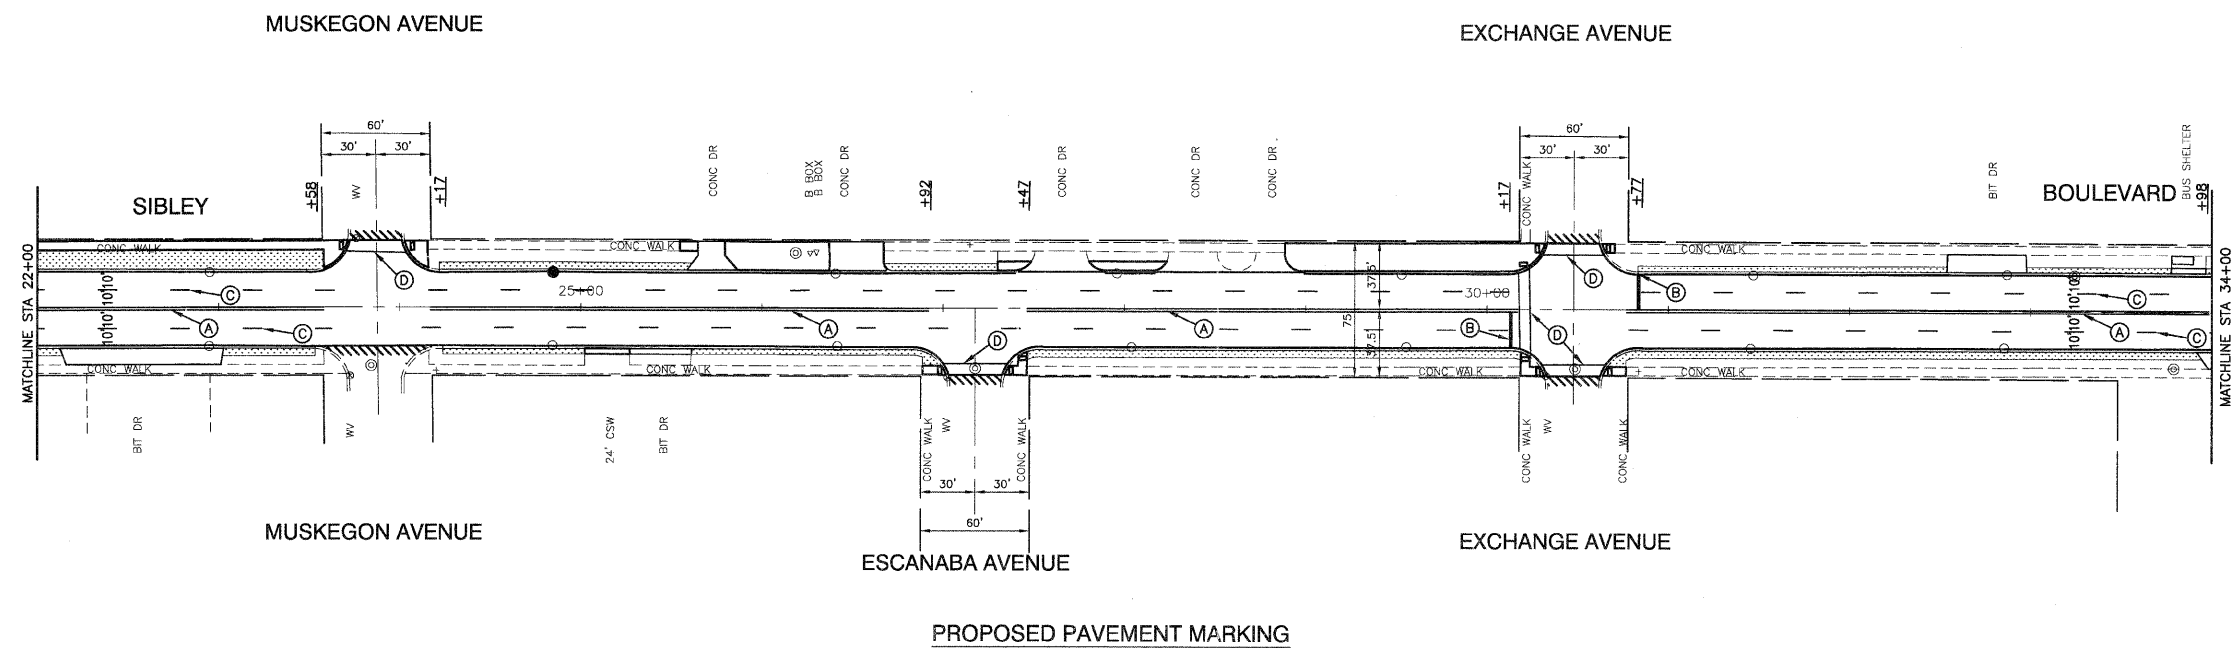 MUSKEGON AVENUE
EXCHANGE AVENUE
60'
30' 30'
60'
30' 30'
+58
WV
+17
CONC DR
B BOX
B BOX
CONC DR
+92
+47
CONC DR
CONC DR
CONC DR
+17
CONC WALK
+77
BIT DR
BUS SHELTER
+98
SIBLEY
BOULEVARD
MATCHLINE STA 22+00
MATCHLINE STA 34+00
CONC WALK
CONC WALK
CONC WALK
D
D
C
25+00
30+00
B
C
10' 10' 10' 10'
10' 10' 10' 10'
37.5'
75'
37.5'
A
C
A
A
B
D
A
C
D
CONC WALK
CONC WALK
CONC WALK
CONC WALK
BIT DR
WV
24' CSW
BIT DR
CONC WALK
WV
CONC WALK
CONC WALK
WV
CONC WALK
30' 30'
60'
MUSKEGON AVENUE
ESCANABA AVENUE
EXCHANGE AVENUE
PROPOSED PAVEMENT MARKING